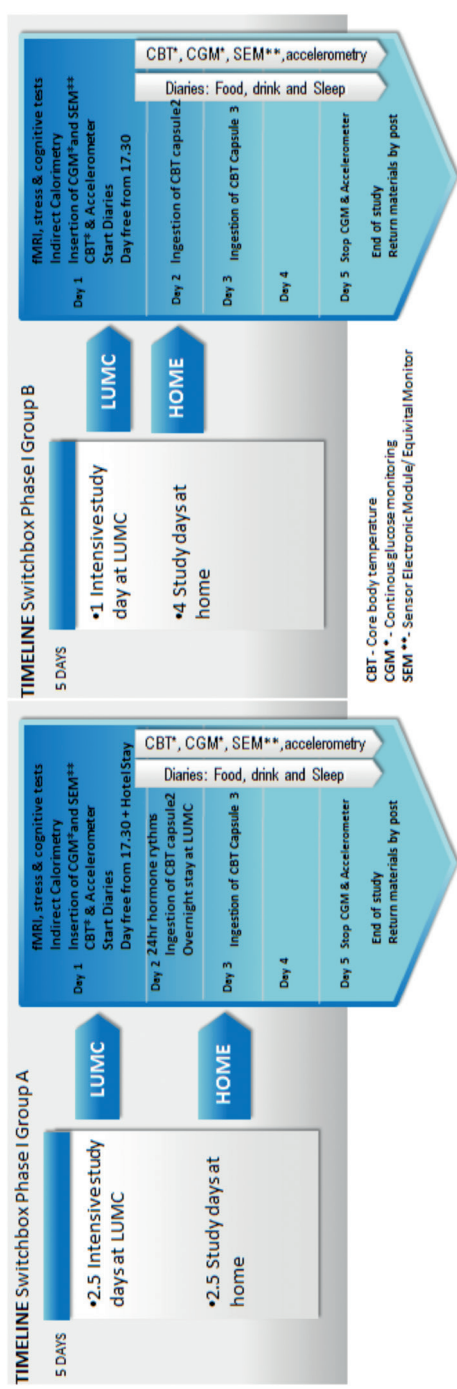 TIMELINE Switchbox Phase I Group A
5 DAYS
•2.5 Intensive study
days at LUMC
•2.5 Study days at
home
LUMC
HOME
fMRI, stress & cognitive tests
Indirect Calorimetry
Day 1
Insertion of CGM*and SEM**
CBT* & Accelerometer
Start Diaries
Day free from 17.30 + Hotel Stay
Day 2 24hr hormone rythms
Ingestion of CBT capsule2
Overnight stay at LUMC
Day 3
Ingestion of CBT Capsule 3
Day 4
Day 5 Stop CGM & Accelerometer
End of study
Return materials by post
Diaries: Food, drink and Sleep
CBT*, CGM*, SEM**,accelerometry
TIMELINE Switchbox Phase I Group B
5 DAYS
•1 Intensive study
day at LUMC
•4 Study days at
home
LUMC
HOME
fMRI, stress & cognitive tests
Indirect Calorimetry
Day 1
Insertion of CGM*and SEM**
CBT* & Accelerometer
Start Diaries
Day free from 17.30
Day 2 Ingestion of CBT capsule2
Day 3
Ingestion of CBT Capsule 3
Day 4
Day 5 Stop CGM & Accelerometer
End of study
Return materials by post
Diaries: Food, drink and Sleep
CBT*, CGM*, SEM**,accelerometry
CBT - Core body temperature
CGM * - Continous glucose monitoring
SEM ** - Sensor Electronic Module/ Equivital Monitor